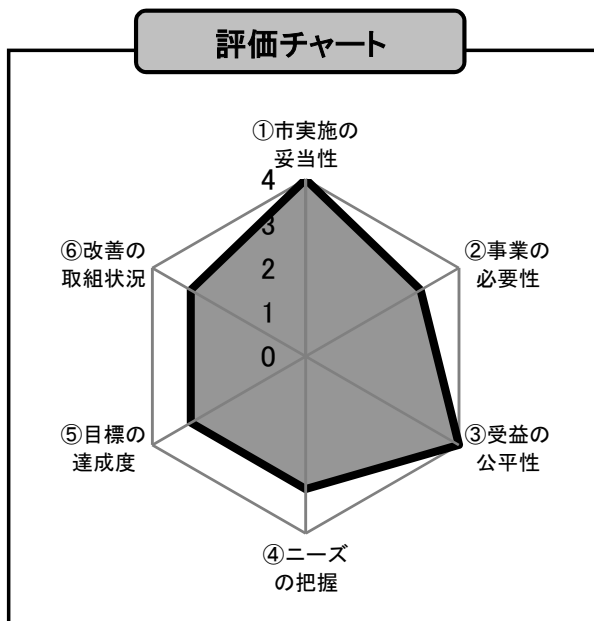 評価チャート
①市実施の
妥当性
4
3
2
1
0
②事業の
必要性
③受益の
公平性
④ニーズ
の把握
⑤目標の
達成度
⑥改善の
取組状況